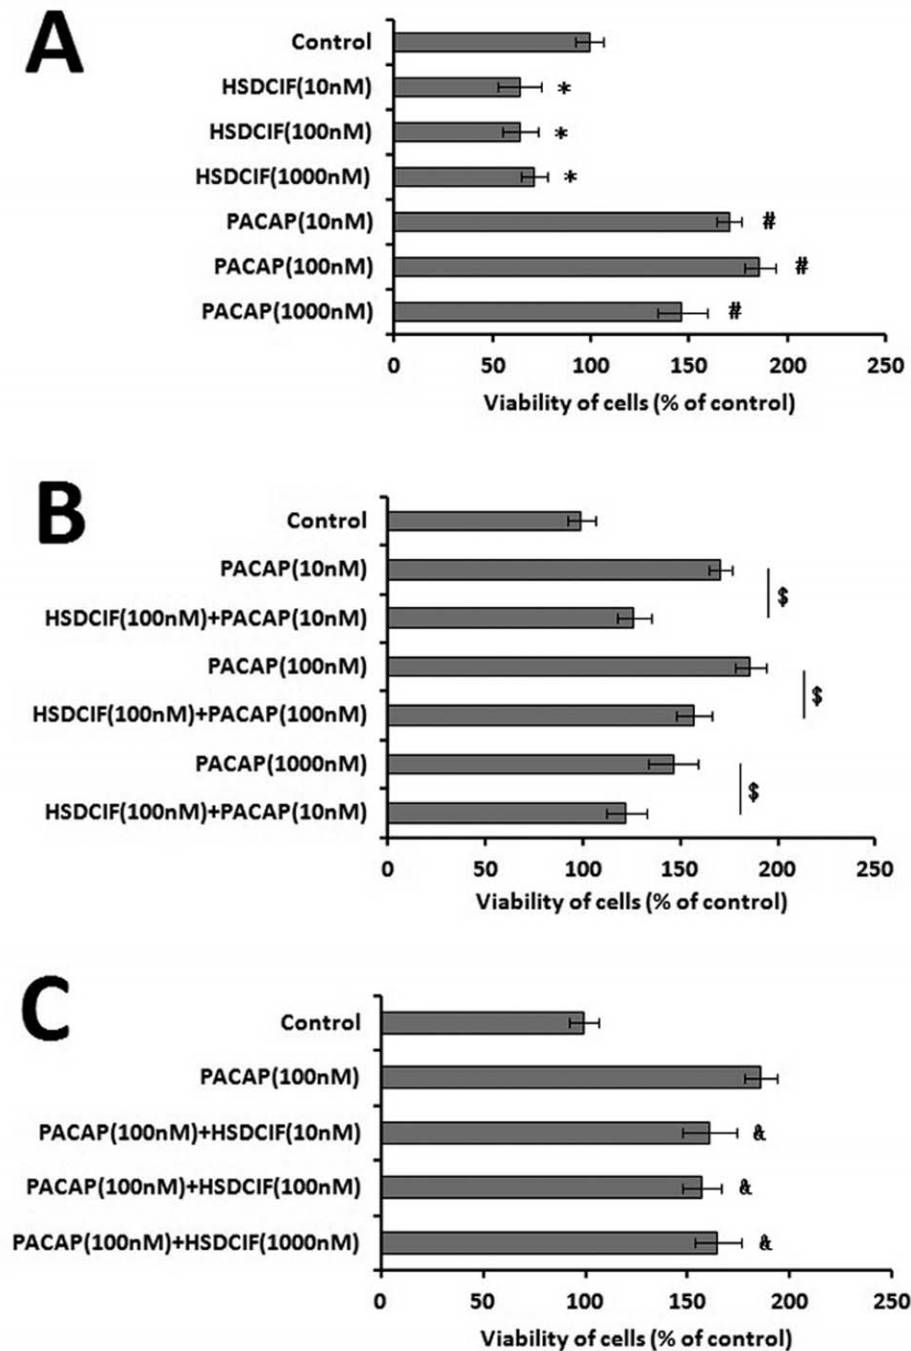 A
Control
HSDCIF(10nM)
*
HSDCIF(100nM)
*
HSDCIF(1000nM)
*
PACAP(10nM)
#
PACAP(100nM)
#
PACAP(1000nM)
#
0 50 100 150 200 250
Viability of cells (% of control)
B
Control
PACAP(10nM)
$
HSDCIF(100nM)+PACAP(10nM)
PACAP(100nM)
$
HSDCIF(100nM)+PACAP(100nM)
PACAP(1000nM)
$
HSDCIF(100nM)+PACAP(10nM)
0 50 100 150 200 250
Viability of cells (% of control)
C
Control
PACAP(100nM)
PACAP(100nM)+HSDCIF(10nM)
&
PACAP(100nM)+HSDCIF(100nM)
&
PACAP(100nM)+HSDCIF(1000nM)
&
0 50 100 150 200 250
Viability of cells (% of control)